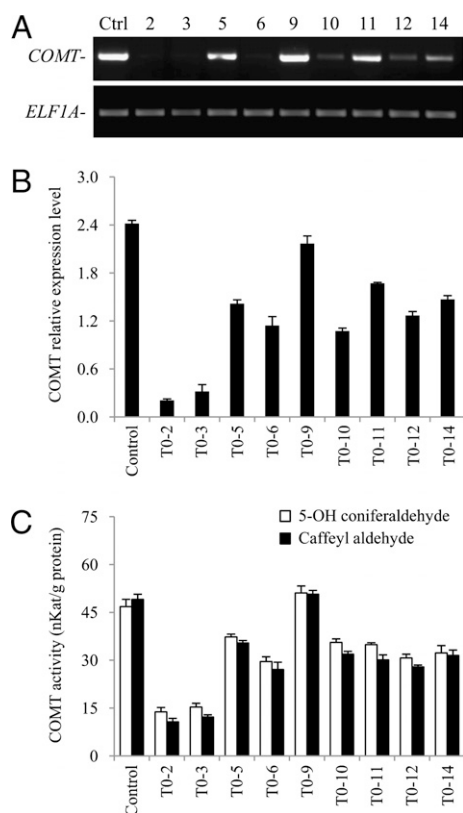 A
Ctrl 2 3 5 6 9 10 11 12 14
COMT-
ELF1A-
B
COMT relative expression level
3.0
2.4
1.8
1.2
0.6
0.0
Control T0-2 T0-3 T0-5 T0-6 T0-9 T0-10 T0-11 T0-12 T0-14
C
COMT activity (nKat/g protein)
75
60
45
30
15
0
5-OH coniferaldehyde
Caffeyl aldehyde
Control T0-2 T0-3 T0-5 T0-6 T0-9 T0-10 T0-11 T0-12 T0-14